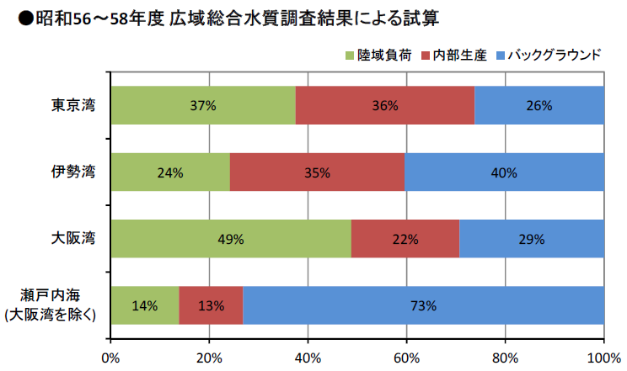 ●昭和56～58年度 広域総合水質調査結果による試算
陸域負荷 内部生産 バックグラウンド
東京湾 37% 36% 26%
伊勢湾 24% 35% 40%
大阪湾 49% 22% 29%
瀬戸内海
(大阪湾を除く) 14% 13% 73%
0% 20% 40% 60% 80% 100%